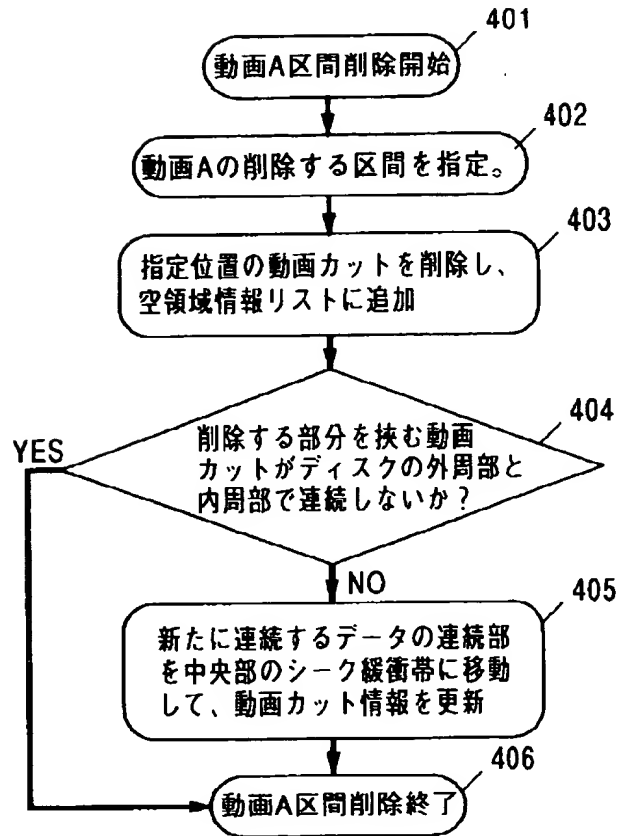 401
動画A区間削除開始
402
動画Aの削除する区間を指定。
403
指定位置の動画カットを削除し、
空領域情報リストに追加
404
YES
削除する部分を挟む動画
カットがディスクの外周部と
内周部で連続しないか?
NO
405
新たに連続するデータの連続部
を中央部のシーク緩衝帯に移動
して、動画カット情報を更新
406
動画A区間削除終了